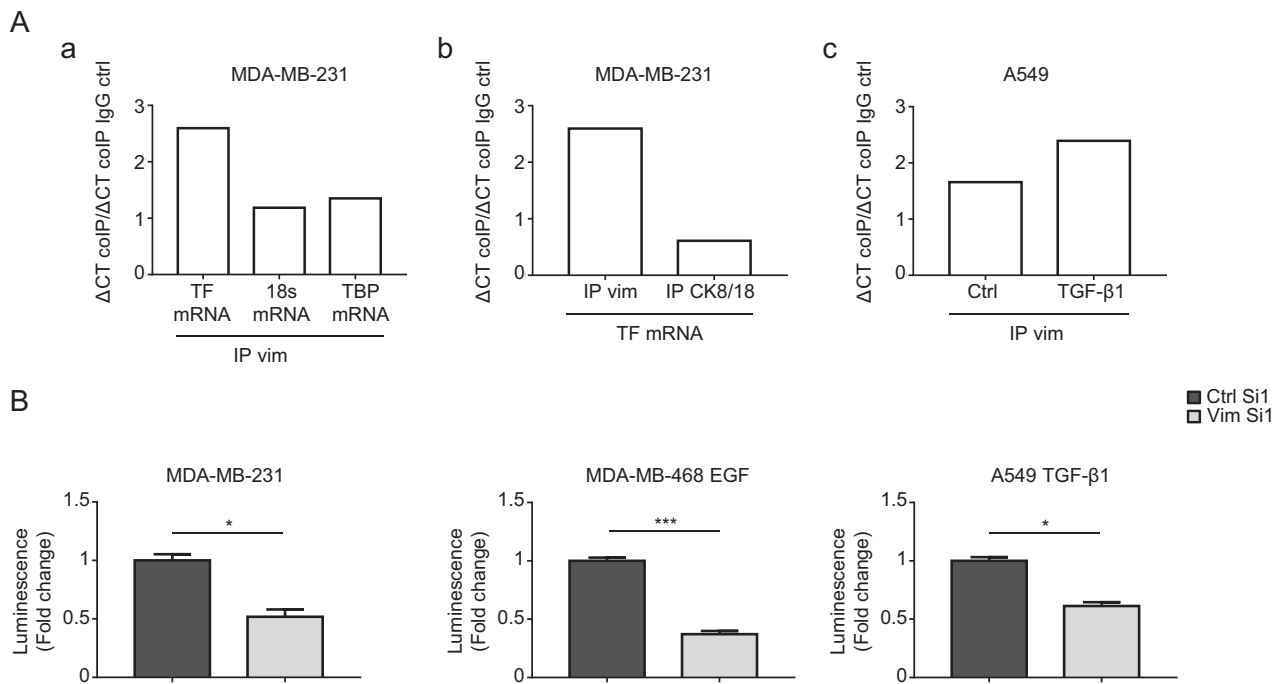 A
a
MDA-MB-231
ΔCT coIP/ΔCT coIP IgG ctrl
3
2
1
0
TF mRNA
18s mRNA
TBP mRNA
IP vim
b
MDA-MB-231
ΔCT coIP/ΔCT coIP IgG ctrl
3
2
1
0
IP vim
IP CK8/18
TF mRNA
c
A549
ΔCT coIP/ΔCT coIP IgG ctrl
3
2
1
0
Ctrl
TGF-β1
IP vim
B
Ctrl Si1
Vim Si1
MDA-MB-231
Luminescence
(Fold change)
1.5
1
0.5
0
*
MDA-MB-468 EGF
Luminescence
(Fold change)
1.5
1
0.5
0
***
A549 TGF-β1
Luminescence
(Fold change)
1.5
1
0.5
0
*